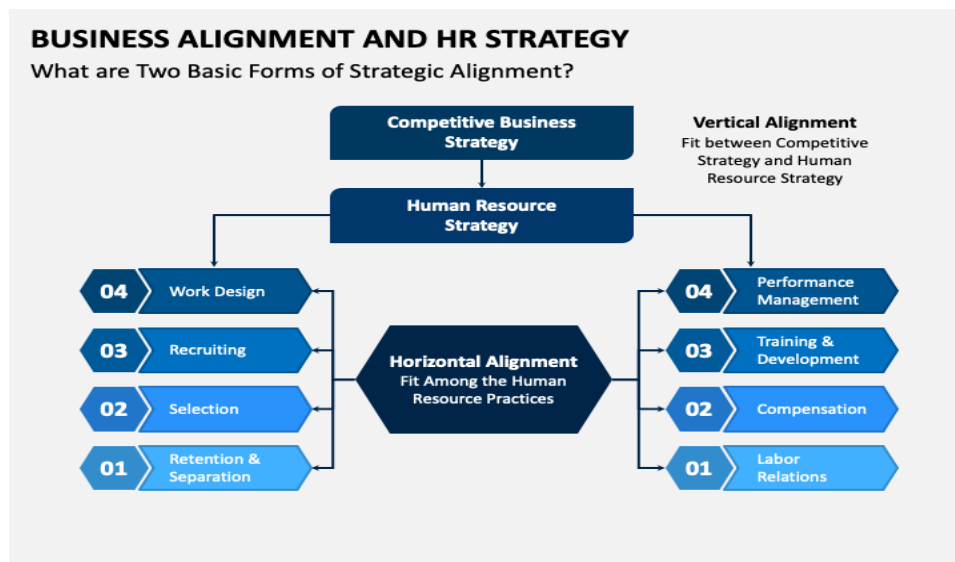 BUSINESS ALIGNMENT AND HR STRATEGY
What are Two Basic Forms of Strategic Alignment?
Competitive Business
Strategy
Vertical Alignment
Fit between Competitive
Strategy and Human
Resource Strategy
Human Resource
Strategy
04
Work Design
03
Recruiting
02
Selection
01
Retention &
Separation
Horizontal Alignment
Fit Among the Human
Resource Practices
04
Performance
Management
03
Training &
Development
02
Compensation
01
Labor
Relations